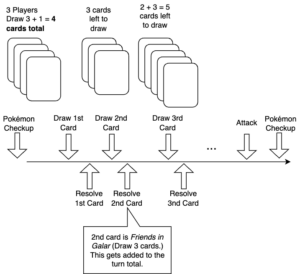 3 Players
Draw 3 + 1 = 4
cards total
3 cards
left to
draw
2 + 3 = 5
cards left
to draw
Pokémon
Checkup
Draw 1st
Card
Draw 2nd
Card
Draw 3rd
Card
...
Attack
Pokémon
Checkup
Resolve
1st Card
Resolve
2nd Card
Resolve
3nd Card
2nd card is Friends in
Galar (Draw 3 cards.)
This gets added to the
turn total.